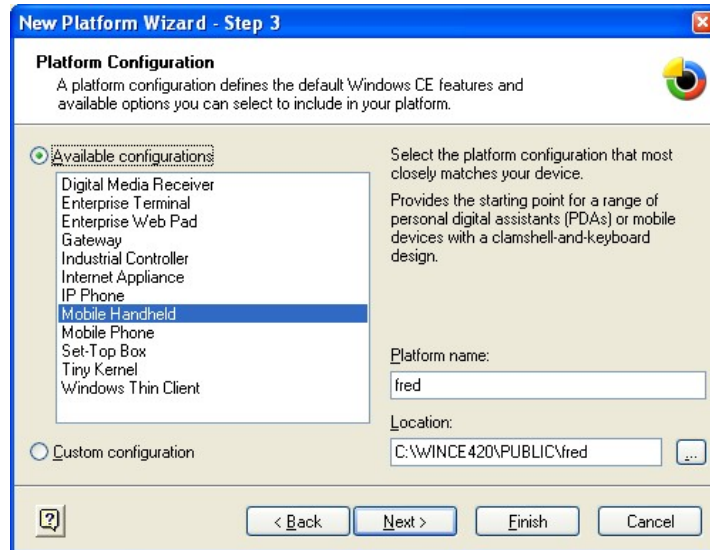 New Platform Wizard - Step 3
Platform Configuration
A platform configuration defines the default Windows CE features and
available options you can select to include in your platform.
Available configurations
Digital Media Receiver
Enterprise Terminal
Enterprise Web Pad
Gateway
Industrial Controller
Internet Appliance
IP Phone
Mobile Handheld
Mobile Phone
Set-Top Box
Tiny Kernel
Windows Thin Client
Custom configuration
Select the platform configuration that most
closely matches your device.
Provides the starting point for a range of
personal digital assistants (PDAs) or mobile
devices with a clamshell-and-keyboard
design.
Platform name:
fred
Location:
C:\WINCE420\PUBLIC\fred
...
?
< Back
Next >
Finish
Cancel